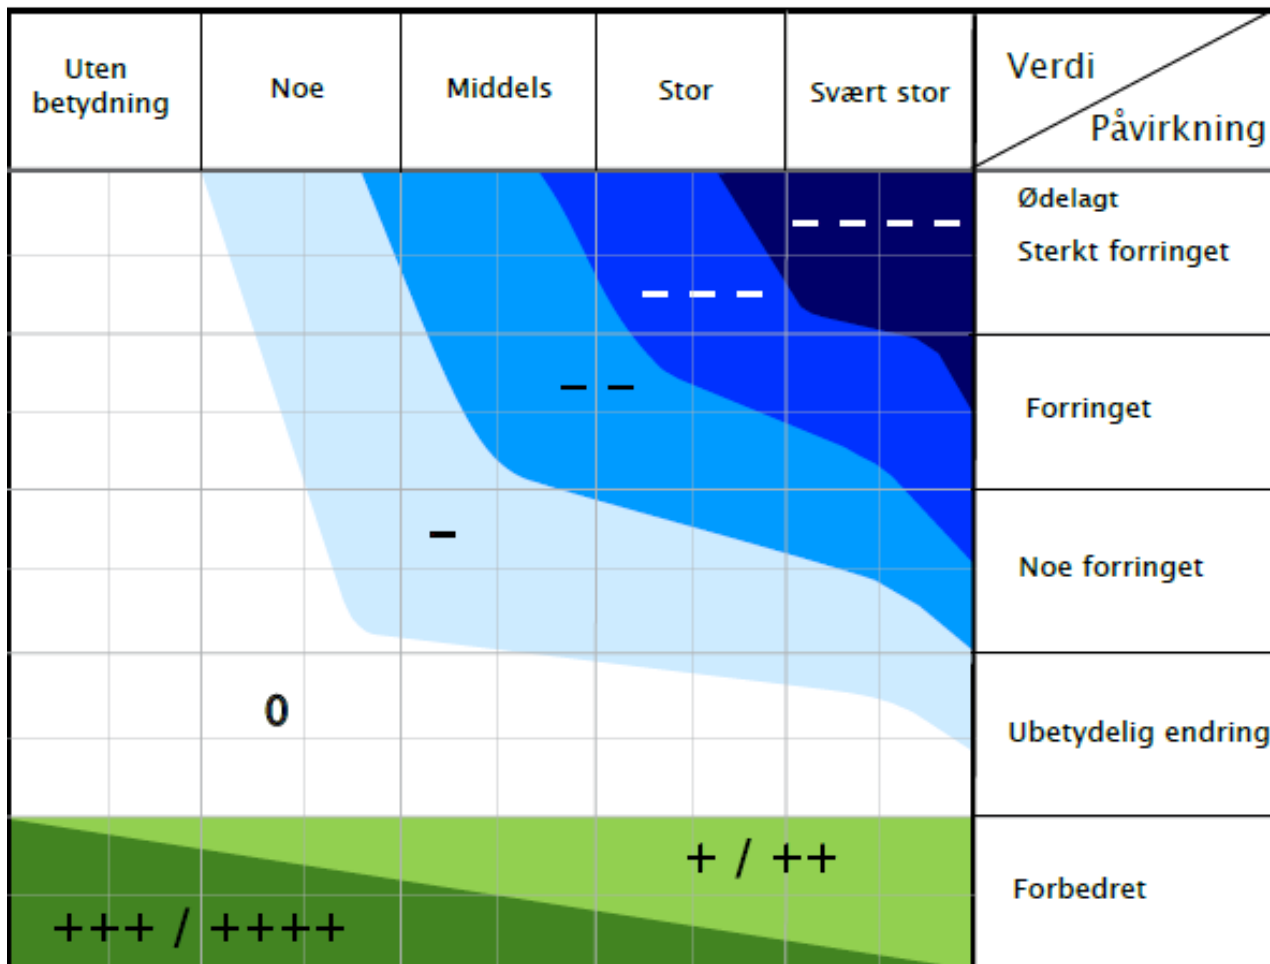 Uten
betydning
Noe
Middels
Stor
Svært stor
Verdi
Påvirkning
Ødelagt
Sterkt forringet
– – – –
– – –
– –
Forringet
–
Noe forringet
0
Ubetydelig endring
+ / ++
Forbedret
+++ / ++++